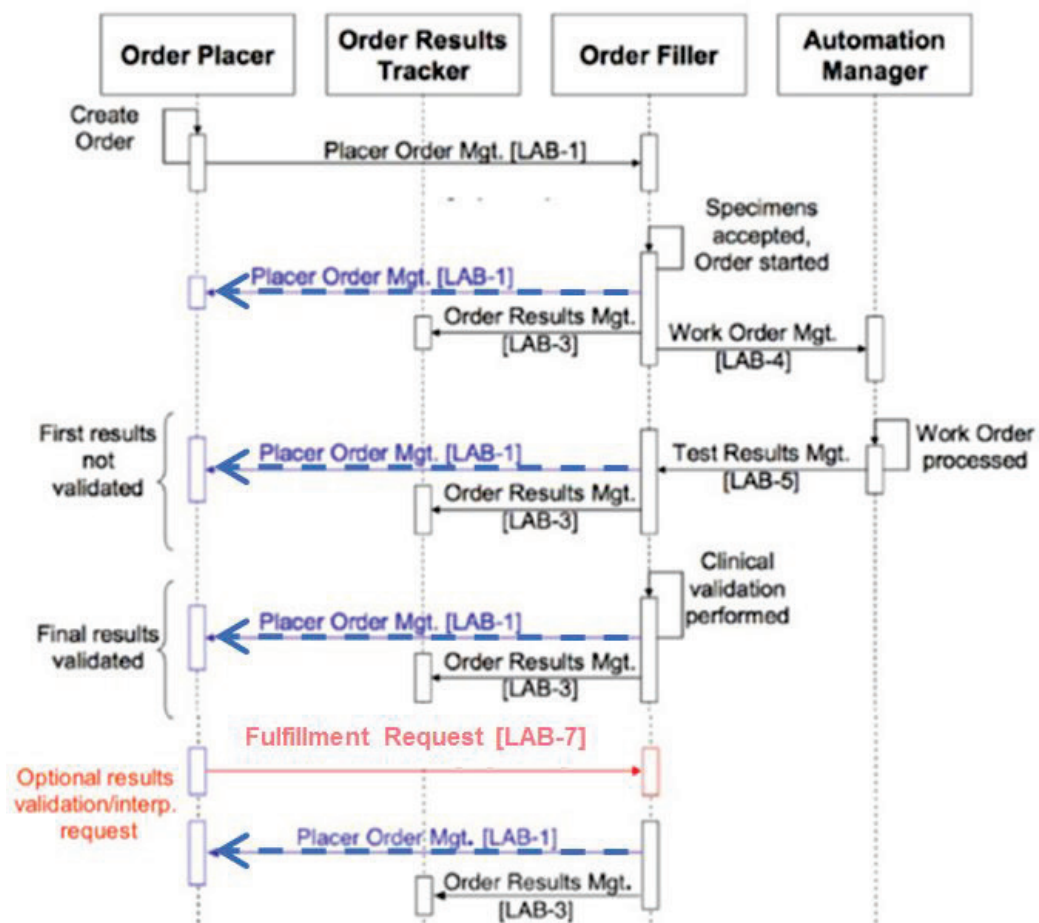 Order Placer
Order Results
Tracker
Order Filler
Automation
Manager
Create
Order
Placer Order Mgt. [LAB-1]
Specimens
accepted,
Order started
Placer Order Mgt. [LAB-1]
Order Results Mgt.
[LAB-3]
Work Order Mgt.
[LAB-4]
First results
not
validated
Placer Order Mgt. [LAB-1]
Test Results Mgt.
[LAB-5]
Work Order
processed
Order Results Mgt.
[LAB-3]
Clinical
validation
performed
Final results
validated
Placer Order Mgt. [LAB-1]
Order Results Mgt.
[LAB-3]
Fulfillment Request [LAB-7]
Optional results
validation/interp.
request
Placer Order Mgt. [LAB-1]
Order Results Mgt.
[LAB-3]